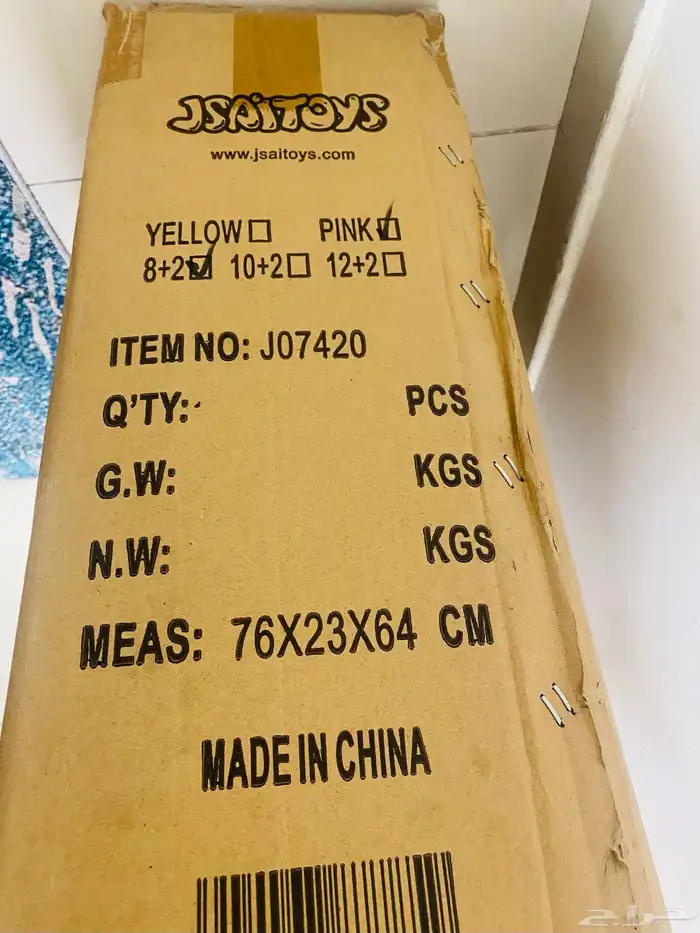 JSAITOYS
www.jsaitoys.com
YELLOW☐ PINK☑
8+2☑ 10+2☐ 12+2☐
ITEM NO: J07420
Q'TY: PCS
G.W: KGS
N.W: KGS
MEAS: 76X23X64 CM
MADE IN CHINA
حراج